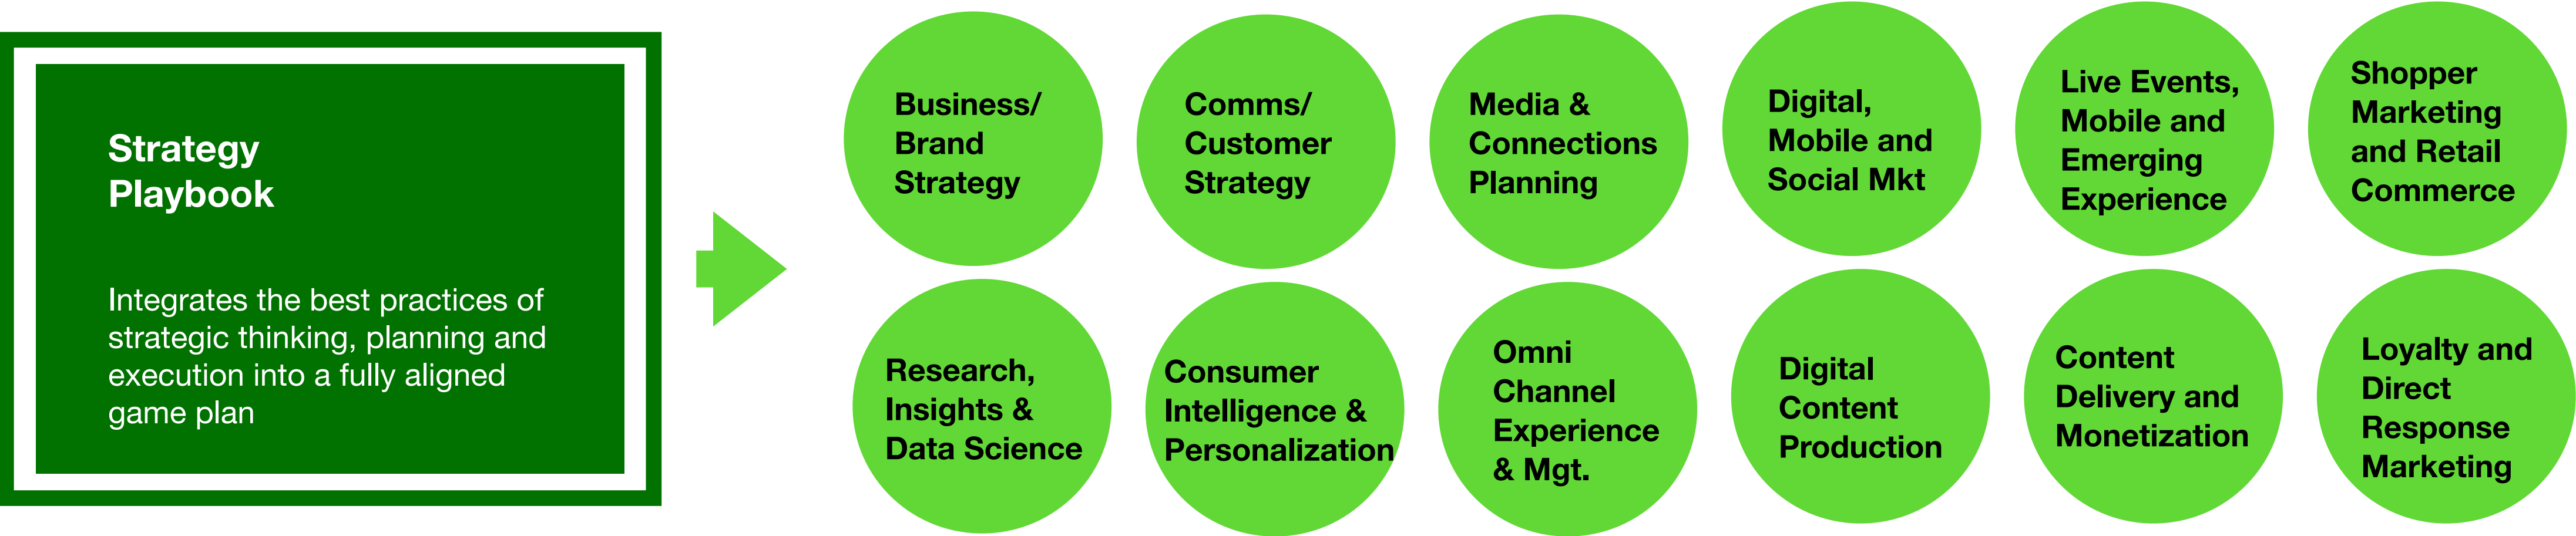 Strategy
Playbook
Integrates the best practices of
strategic thinking, planning and
execution into a fully aligned
game plan
Business/
Brand
Strategy
Comms/
Customer
Strategy
Media &
Connections
Planning
Digital,
Mobile and
Social Mkt
Live Events,
Mobile and
Emerging
Experience
Shopper
Marketing
and Retail
Commerce
Research,
Insights &
Data Science
Consumer
Intelligence &
Personalization
Omni
Channel
Experience
& Mgt.
Digital
Content
Production
Content
Delivery and
Monetization
Loyalty and
Direct
Response
Marketing